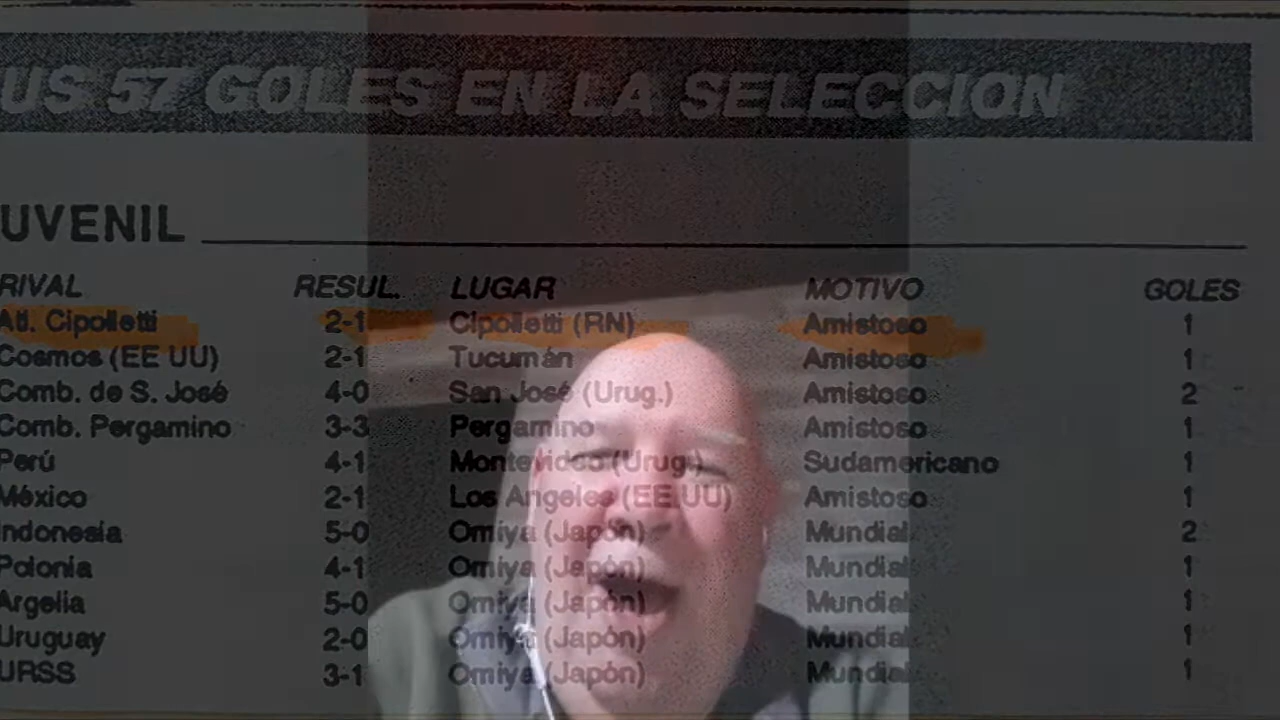 US 57 GOLES EN LA SELECCION
UVENIL
RIVAL RESUL. LUGAR MOTIVO GOLES
Atl. Cipolletti 2-1 Cipolletti (RN) Amistoso 1
Cosmos (EE UU) 2-1 Tucumán Amistoso 1
Comb. de S. José 4-0 San José (Urug.) Amistoso 2
Comb. Pergamino 3-3 Pergamino Amistoso 1
Perú 4-1 Montevideo (Urug.) Sudamericano 1
México 2-1 Los Angeles (EE.UU) Amistoso 1
Indonesia 5-0 Omiya (Japón) Mundial 2
Polonia 4-1 Omiya (Japón) Mundial 1
Argelia 5-0 Omiya (Japón) Mundial 1
Uruguay 2-0 Omiya (Japón) Mundial 1
URSS 3-1 Omiya (Japón) Mundial 1